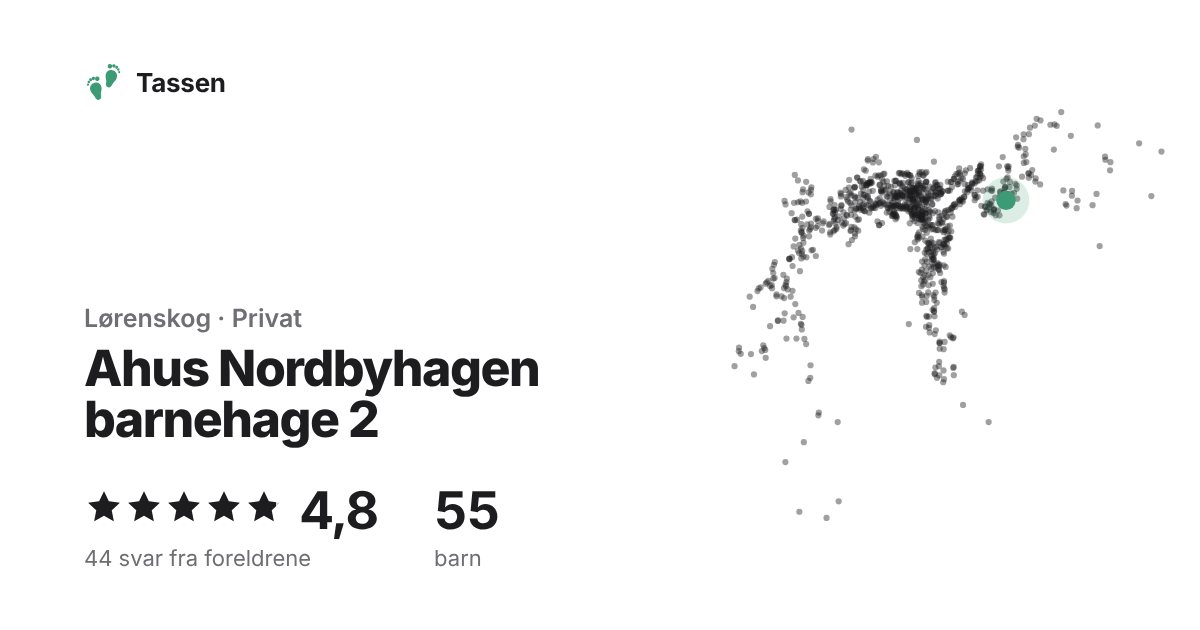 Tassen
Lørenskog · Privat
Ahus Nordbyhagen
barnehage 2
4,8
55
44 svar fra foreldrene
barn